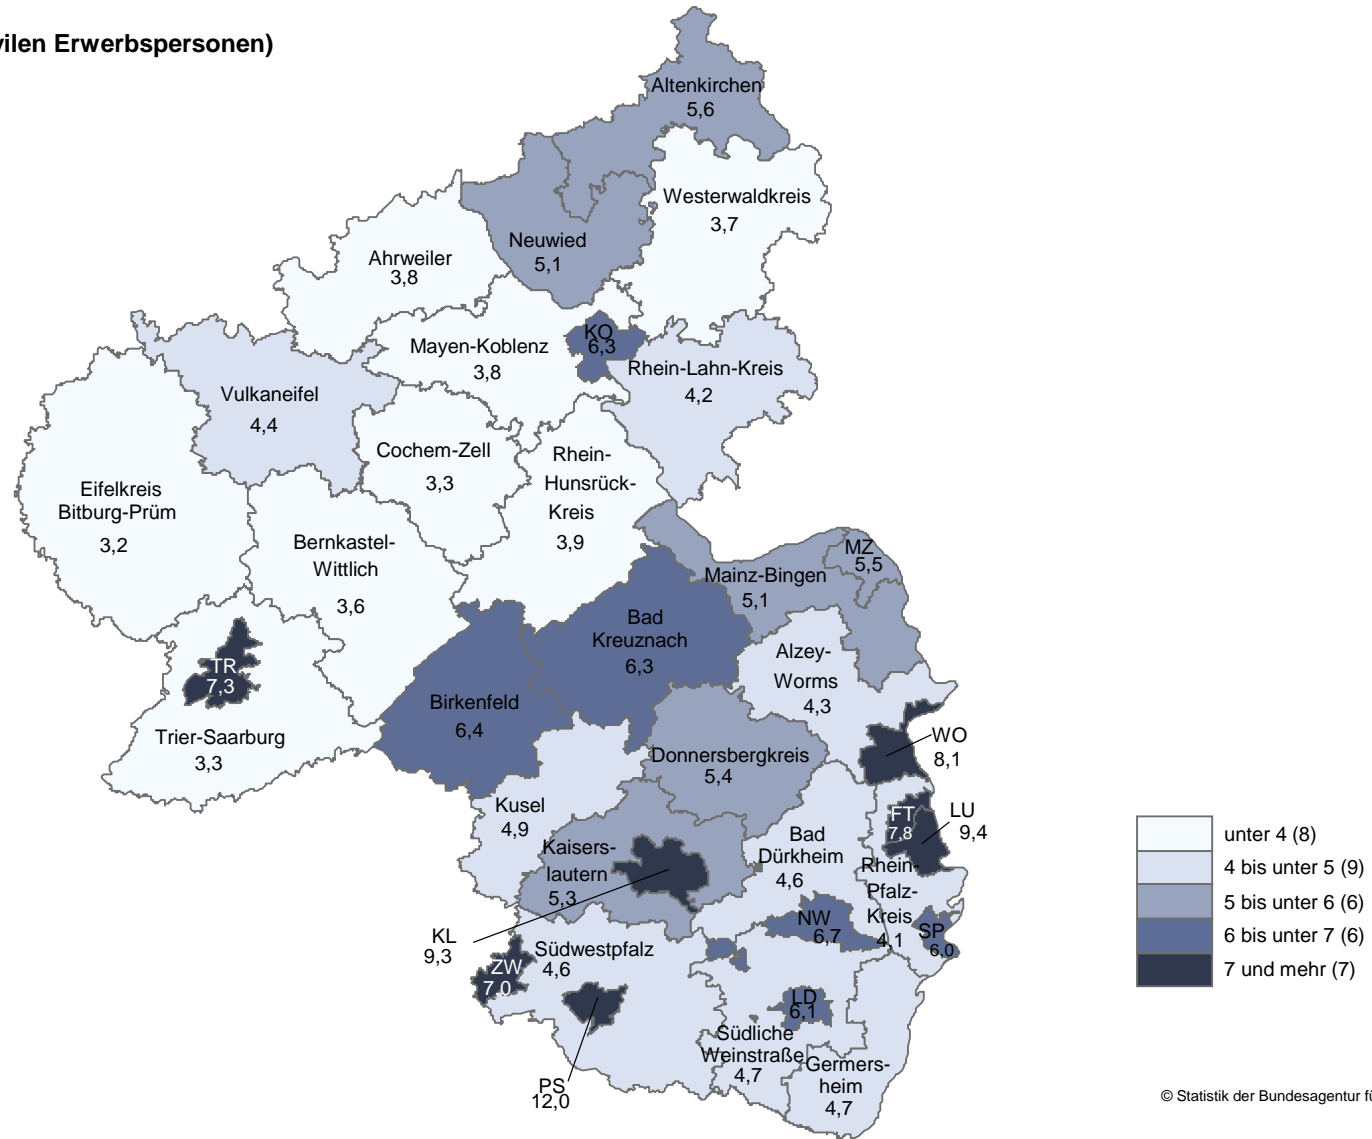 vilen Erwerbspersonen)
Altenkirchen
5,6
Westerwaldkreis
3,7
Neuwied
5,1
Ahrweiler
3,8
KO
6,3
Mayen-Koblenz
3,8
Rhein-Lahn-Kreis
4,2
Vulkaneifel
4,4
Cochem-Zell
3,3
Rhein-
Hunsrück-
Kreis
3,9
Eifelkreis
Bitburg-Prüm
3,2
Bernkastel-
Wittlich
3,6
MZ
5,5
Mainz-Bingen
5,1
Bad
Kreuznach
6,3
Alzey-
Worms
4,3
TR
7,3
Birkenfeld
6,4
Trier-Saarburg
3,3
WO
8,1
Donnersbergkreis
5,4
Kusel
4,9
FT
7,8
LU
9,4
Bad
Dürkheim
4,6
Kaisers-
lautern
5,3
Rhein-
Pfalz-
Kreis
4,1
NW
6,7
SP
6,0
KL
9,3
Südwestpfalz
4,6
ZW
7,0
LD
6,1
Südliche
Weinstraße
4,7
Germers-
heim
4,7
PS
12,0
unter 4 (8)
4 bis unter 5 (9)
5 bis unter 6 (6)
6 bis unter 7 (6)
7 und mehr (7)
© Statistik der Bundesagentur fü